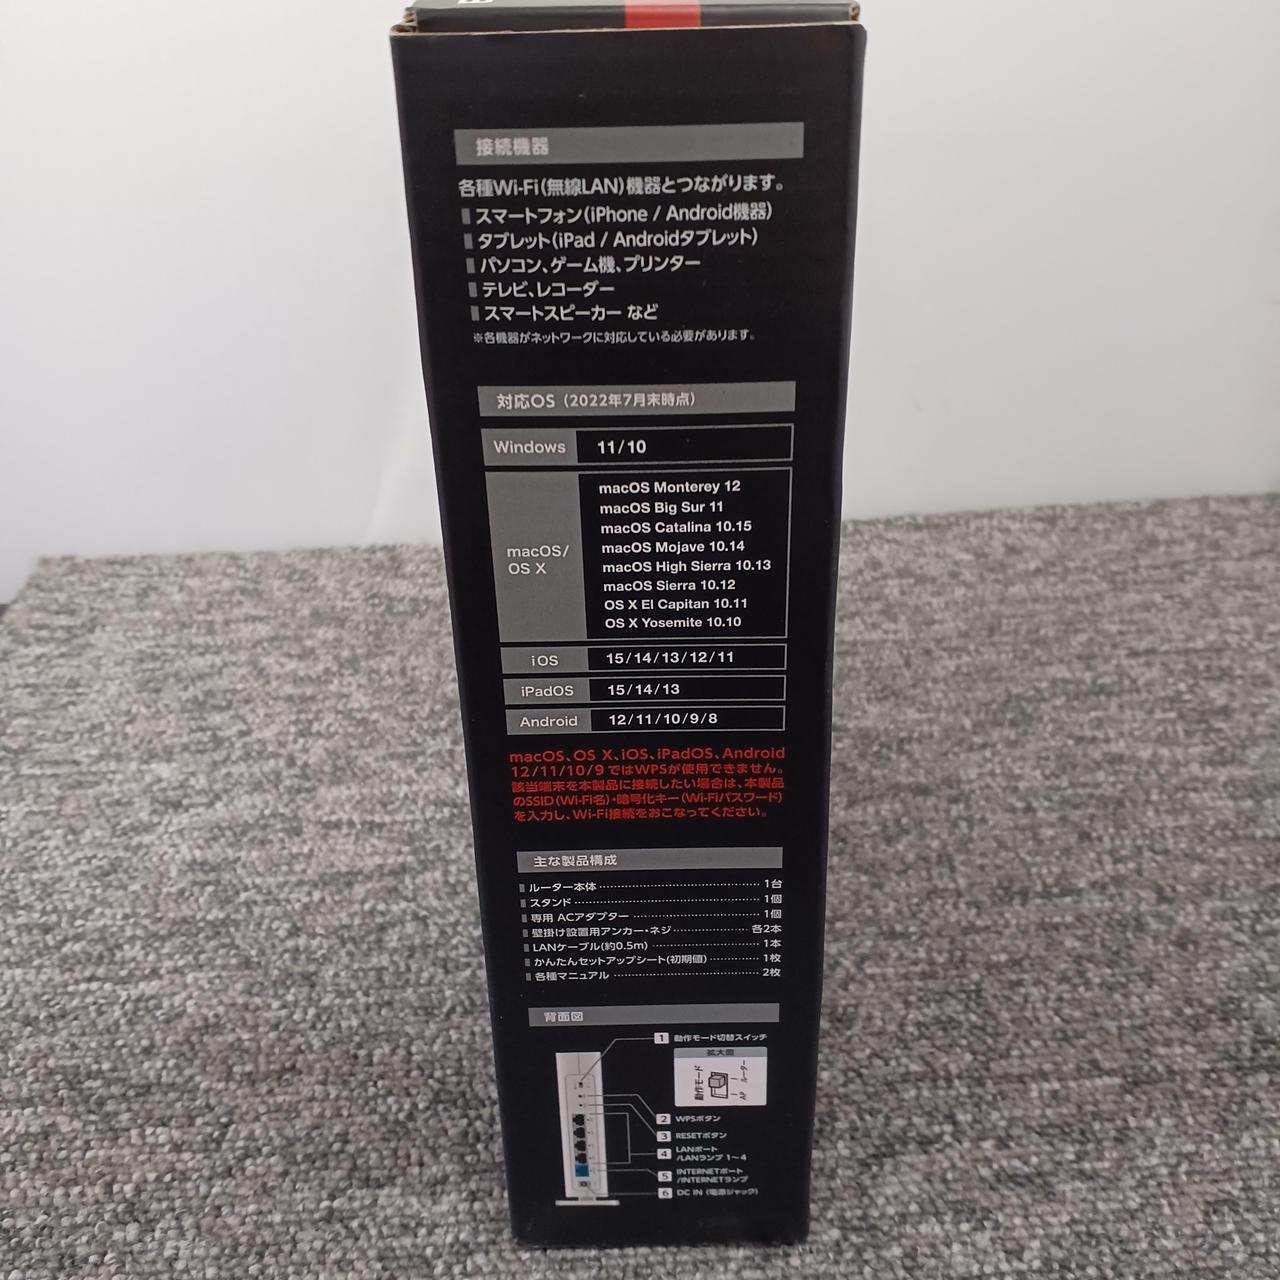 接続機器
各種Wi-Fi(無線LAN)機器とつながります。
スマートフォン(iPhone / Android機器)
タブレット(iPad / Androidタブレット)
パソコン、ゲーム機、プリンター
テレビ、レコーダー
スマートスピーカー など
※各機器がネットワークに対応している必要があります。
対応OS (2022年7月末時点)
Windows 11/10
macOS/
OS X
macOS Monterey 12
macOS Big Sur 11
macOS Catalina 10.15
macOS Mojave 10.14
macOS High Sierra 10.13
macOS Sierra 10.12
OS X El Capitan 10.11
OS X Yosemite 10.10
iOS 15/14/13/12/11
iPadOS 15/14/13
Android 12/11/10/9/8
macOS、OS X、iOS、iPadOS、Android
12/11/10/9ではWPSが使用できません。
該当端末を本製品に接続したい場合は、本製品
のSSID(Wi-Fi名)・暗号化キー(Wi-Fiパスワード)
を入力し、Wi-Fi接続をおこなってください。
主な製品構成
ルーター本体 1台
スタンド 1個
専用 ACアダプター 1個
壁掛け設置用アンカー・ネジ 各2本
LANケーブル(約0.5m) 1本
かんたんセットアップシート(初期値) 1枚
各種マニュアル 2枚
背面図
1 動作モード切替スイッチ
拡大図
動作モード
ルーター
AP
2 WPSボタン
3 RESETボタン
4 LANポート
/LANランプ 1～4
5 INTERNETポート
/INTERNETランプ
6 DC IN (電源ジャック)